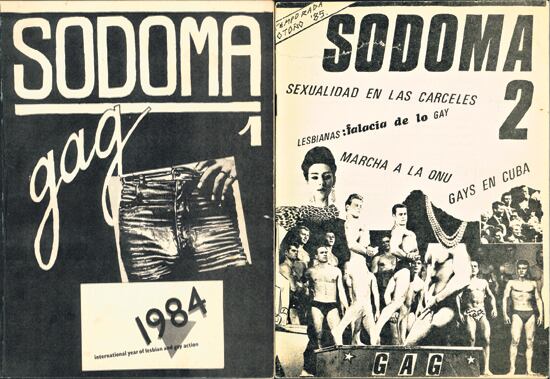 SODOMA
gag
1
1984
international year of lesbian and gay action
TEMPORADA
OTOÑO '85
SODOMA
2
SEXUALIDAD EN LAS CARCELES
LESBIANAS: falacia de lo GAY
MARCHA A LA ONU
GAYS EN CUBA
GAG